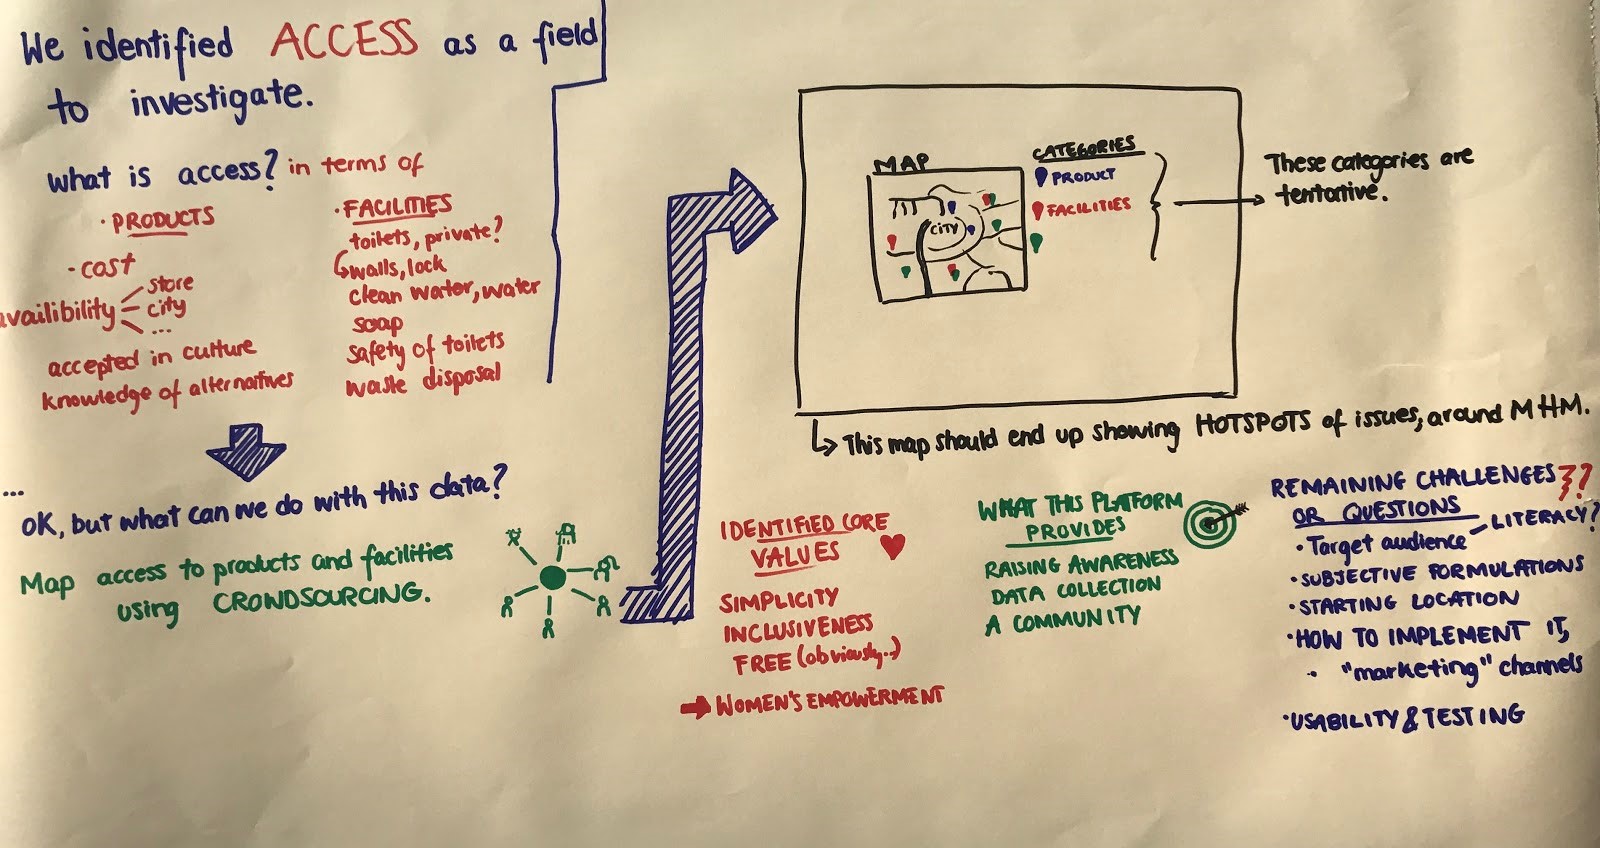 We identified ACCESS as a field
to investigate.
what is access? in terms of
· PRODUCTS
- cost
availibility
store
city
...
accepted in culture
knowledge of alternatives
· FACILITIES
toilets, private?
walls, lock
clean water, water
soap
safety of toilets
waste disposal
...
OK, but what can we do with this data?
Map access to products and facilities
using CROWDSOURCING.
MAP
CITY
CATEGORIES
PRODUCT
FACILITIES
These categories are
tentative.
This map should end up showing HOTSPOTS of issues, around MHM.
IDENTIFIED CORE
VALUES
SIMPLICITY
INCLUSIVENESS
FREE (obviously..)
WOMEN'S EMPOWERMENT
WHAT THIS PLATFORM
PROVIDES
RAISING AWARENESS
DATA COLLECTION
A COMMUNITY
REMAINING CHALLENGES ??
OR QUESTIONS
· Target audience - LITERACY?
· SUBJECTIVE FORMULATIONS
· STARTING LOCATION
· HOW TO IMPLEMENT IT,
· "marketing" channels
· USABILITY & TESTING